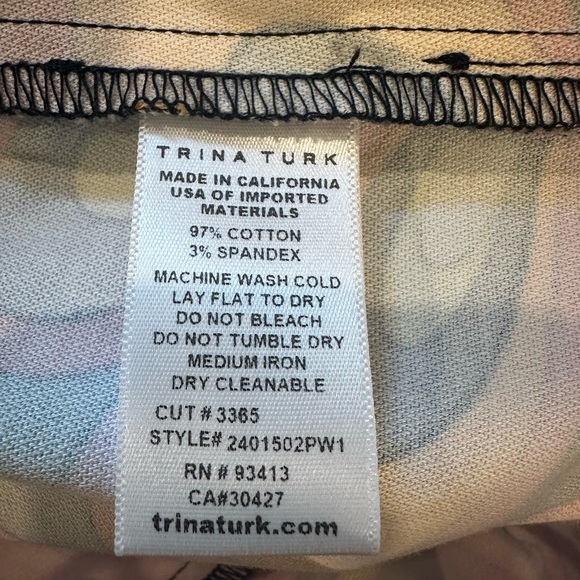 TRINA TURK
MADE IN CALIFORNIA
USA OF IMPORTED
MATERIALS
97% COTTON
3% SPANDEX
MACHINE WASH COLD
LAY FLAT TO DRY
DO NOT BLEACH
DO NOT TUMBLE DRY
MEDIUM IRON
DRY CLEANABLE
CUT # 3365
STYLE# 2401502PW1
RN # 93413
CA#30427
trinaturk.com